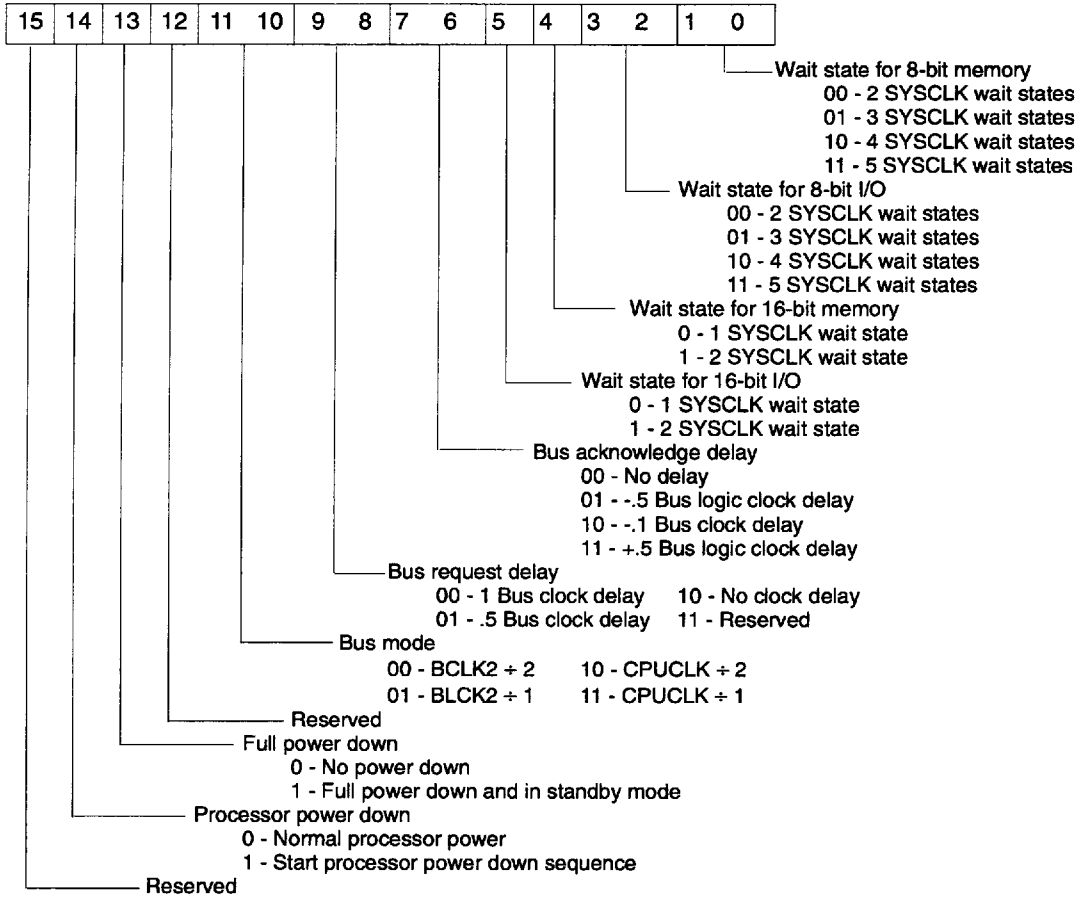 15 14 13 12 11 10 9 8 7 6 5 4 3 2 1 0
Wait state for 8-bit memory
00 - 2 SYSCLK wait states
01 - 3 SYSCLK wait states
10 - 4 SYSCLK wait states
11 - 5 SYSCLK wait states
Wait state for 8-bit I/O
00 - 2 SYSCLK wait states
01 - 3 SYSCLK wait states
10 - 4 SYSCLK wait states
11 - 5 SYSCLK wait states
Wait state for 16-bit memory
0 - 1 SYSCLK wait state
1 - 2 SYSCLK wait state
Wait state for 16-bit I/O
0 - 1 SYSCLK wait state
1 - 2 SYSCLK wait state
Bus acknowledge delay
00 - No delay
01 - -.5 Bus logic clock delay
10 - -.1 Bus clock delay
11 - +.5 Bus logic clock delay
Bus request delay
00 - 1 Bus clock delay 10 - No clock delay
01 - .5 Bus clock delay 11 - Reserved
Bus mode
00 - BCLK2 ÷ 2 10 - CPUCLK ÷ 2
01 - BLCK2 ÷ 1 11 - CPUCLK ÷ 1
Reserved
Full power down
0 - No power down
1 - Full power down and in standby mode
Processor power down
0 - Normal processor power
1 - Start processor power down sequence
Reserved